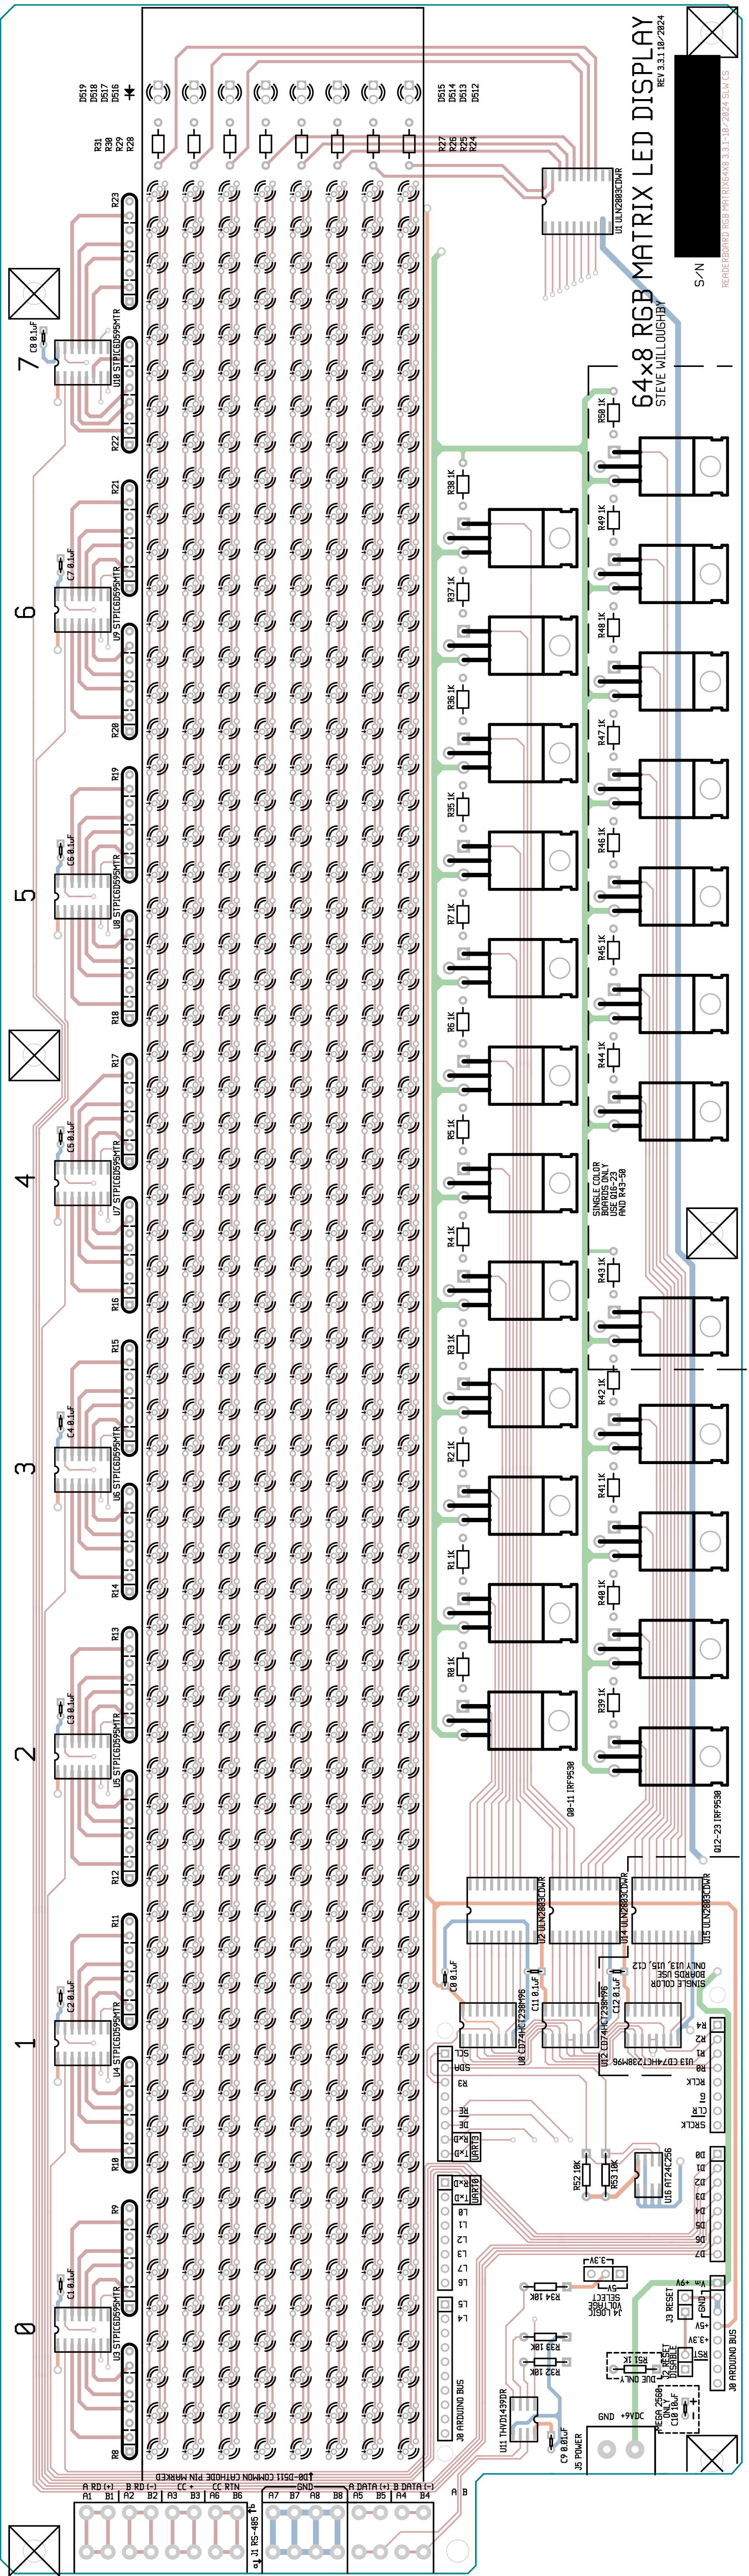 64x8 RGB MATRIX LED DISPLAY
REV 3.3.1 10/2024
STEVE WILLOUGHBY
READERBOARD RGB MATRIX64X8 3.3.1-10/2024 SLW CS
S/N
D519
D518
D517
D516
D515
D514
D513
D512
R31
R30
R29
R28
R27
R26
R25
R24
U1 ULN2803CDWR
R23
C8 0.1uF
7
U10 STPIC6D595MTR
R22
R21
C7 0.1uF
6
U9 STPIC6D595MTR
R20
R19
C6 0.1uF
5
U8 STPIC6D595MTR
R18
R17
C5 0.1uF
4
U7 STPIC6D595MTR
R16
R15
C4 0.1uF
3
U6 STPIC6D595MTR
R14
R13
C3 0.1uF
2
U5 STPIC6D595MTR
R12
R11
C2 0.1uF
1
U4 STPIC6D595MTR
R10
R9
C1 0.1uF
0
U3 STPIC6D595MTR
R8
R38 1K
R37 1K
R36 1K
R35 1K
R7 1K
R6 1K
R5 1K
R4 1K
R3 1K
R2 1K
R1 1K
R0 1K
Q0-11 IRF9530
R50 1K
R49 1K
R48 1K
R47 1K
R46 1K
R45 1K
R44 1K
SINGLE COLOR
BOARDS ONLY
USE Q16-23
AND R43-50
R43 1K
R42 1K
R41 1K
R40 1K
R39 1K
Q12-23 IRF9530
U2 ULN2803CDWR
U14 ULN2803CDWR
U15 ULN2803CDWR
C0 0.1uF
C11 0.1uF
C12 0.1uF
SINGLE COLOR
BOARDS USE
ONLY U13, U15, C12
U0 CD74HCT238M96
U12 CD74HCT238M96
U13 CD74HCT238M96
SCL
SDA
R3
RE
DE
RxD
TxD
UART3
RxD
TxD
UART0
L0
L1
L2
L3
L7
L6
L5
L4
J0 ARDUINO BUS
R4
R2
R1
R0
RCLK
G
CLR
SRCLK
D0
D1
D2
D3
D4
D5
D6
D7
R52 10K
R53 10K
U16 AT24C256
3.3V
5V
J4 LOGIC
VOLTAGE
SELECT
R34 10K
R33 10K
R32 10K
U11 THVD1439DR
C9 0.01uF
Vin +9V
GND
+5V
+3.3V
RST
J0 ARDUINO BUS
J3 RESET
J2 RESET
DISABLE
R51 1K
DUE ONLY
MEGA 2560
ONLY
C10 10uF
GND
J5 POWER
D0-D511 COMMON CATHODE PIN MARKED
A RD (+)
B RD (-)
CC +
CC RTN
GND
A DATA (+)
B DATA (-)
A1 B1 A2 B2 A3 B3 A6 B6 A7 B7 A8 B8 A5 B5 A4 B4
A B
J1 RS-485
a
b